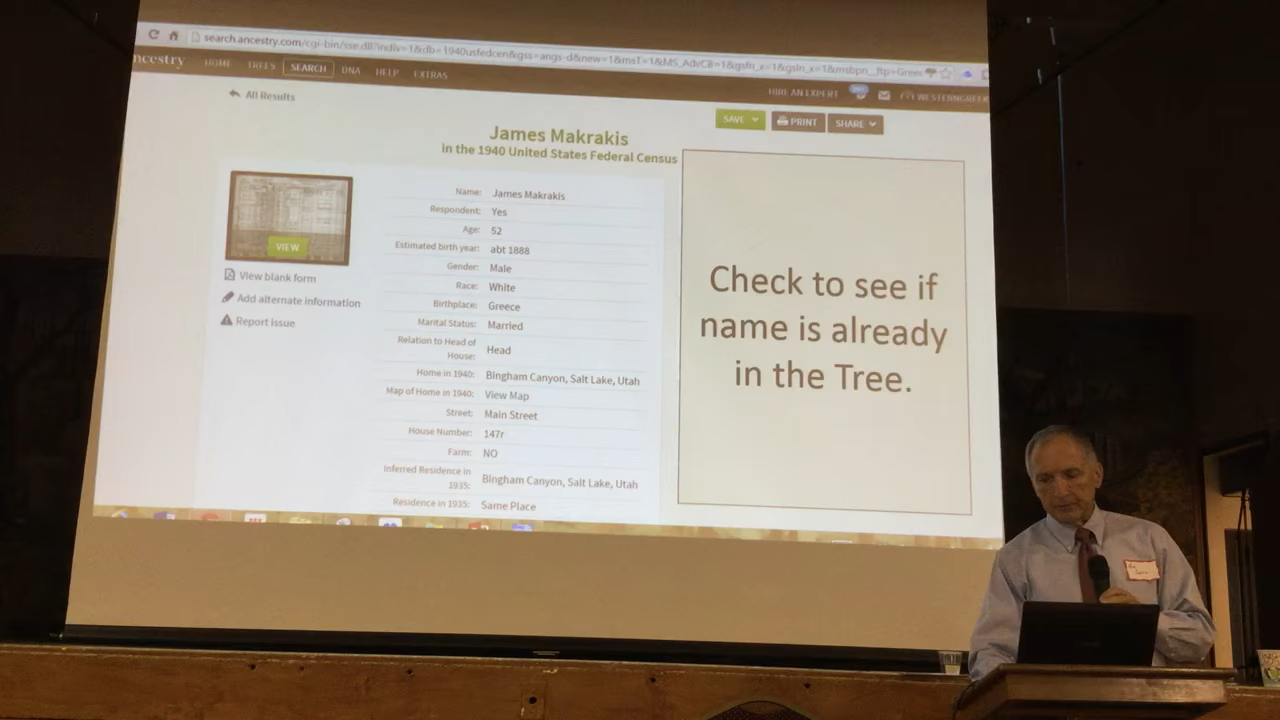 search.ancestry.com/cgi-bin/sse.dll?indiv=1&db=1940usfedcen&gss=angs-d&new=1&msT=1&MS_AdvCB=1&gsfn_x=1&gsln_x=1&msbpn__ftp=Greec
ncestry HOME TREES SEARCH DNA HELP EXTRAS
HIRE AN EXPERT WESTERNGREEK
All Results
SAVE PRINT SHARE
James Makrakis
in the 1940 United States Federal Census
VIEW
View blank form
Add alternate information
Report issue
Name: James Makrakis
Respondent: Yes
Age: 52
Estimated birth year: abt 1888
Gender: Male
Race: White
Birthplace: Greece
Marital Status: Married
Relation to Head of
House: Head
Home in 1940: Bingham Canyon, Salt Lake, Utah
Map of Home in 1940: View Map
Street: Main Street
House Number: 147r
Farm: NO
Inferred Residence in
1935: Bingham Canyon, Salt Lake, Utah
Residence in 1935: Same Place
Check to see if
name is already
in the Tree.